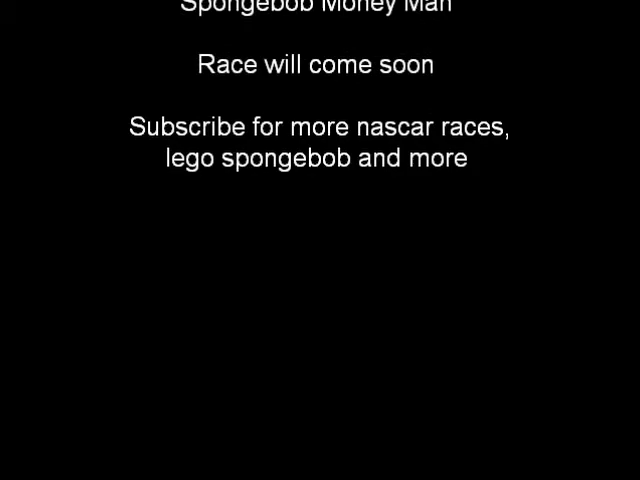 Spongebob Money Man
Race will come soon
Subscribe for more nascar races,
lego spongebob and more